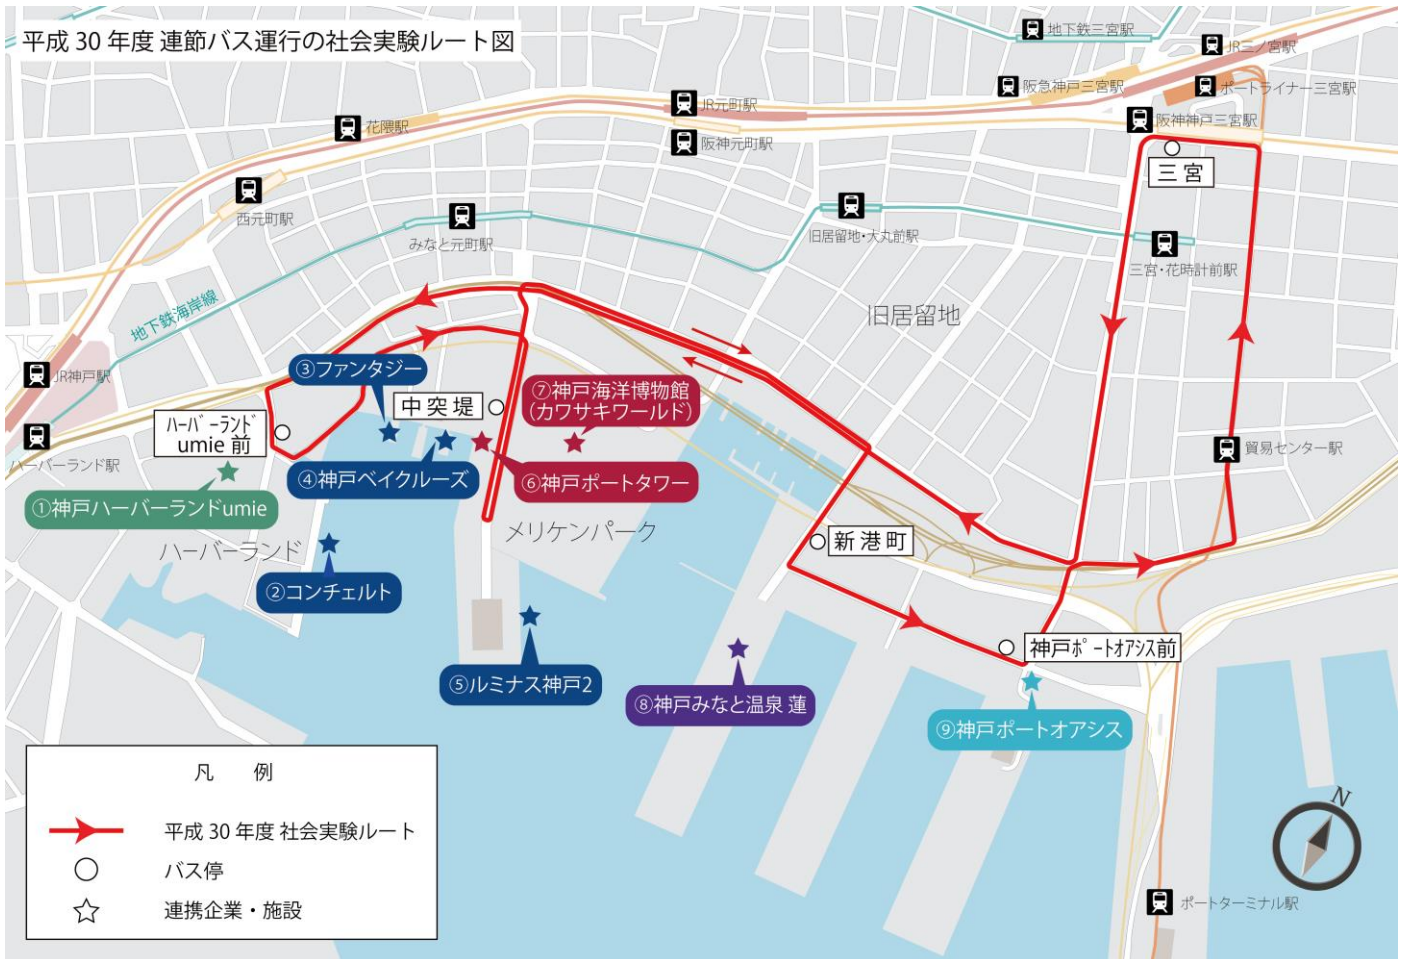 平成 30 年度 連節バス運行の社会実験ルート図
地下鉄三宮駅
JR三ノ宮駅
阪急神戸三宮駅
ポートライナー三宮駅
JR元町駅
阪神神戸三宮駅
花隈駅
阪神元町駅
三宮
西元町駅
みなと元町駅
旧居留地・大丸前駅
三宮・花時計前駅
地下鉄海岸線
旧居留地
JR神戸駅
③ファンタジー
⑦神戸海洋博物館
(カワサキワールド)
中突堤
ハーバーランド
umie 前
貿易センター駅
ハーバーランド駅
④神戸ベイクルーズ
⑥神戸ポートタワー
①神戸ハーバーランドumie
メリケンパーク
新港町
ハーバーランド
②コンチェルト
神戸ポートオアシス前
⑤ルミナス神戸2
⑧神戸みなと温泉 蓮
⑨神戸ポートオアシス
凡 例
平成 30 年度 社会実験ルート
バス停
連携企業・施設
N
ポートターミナル駅